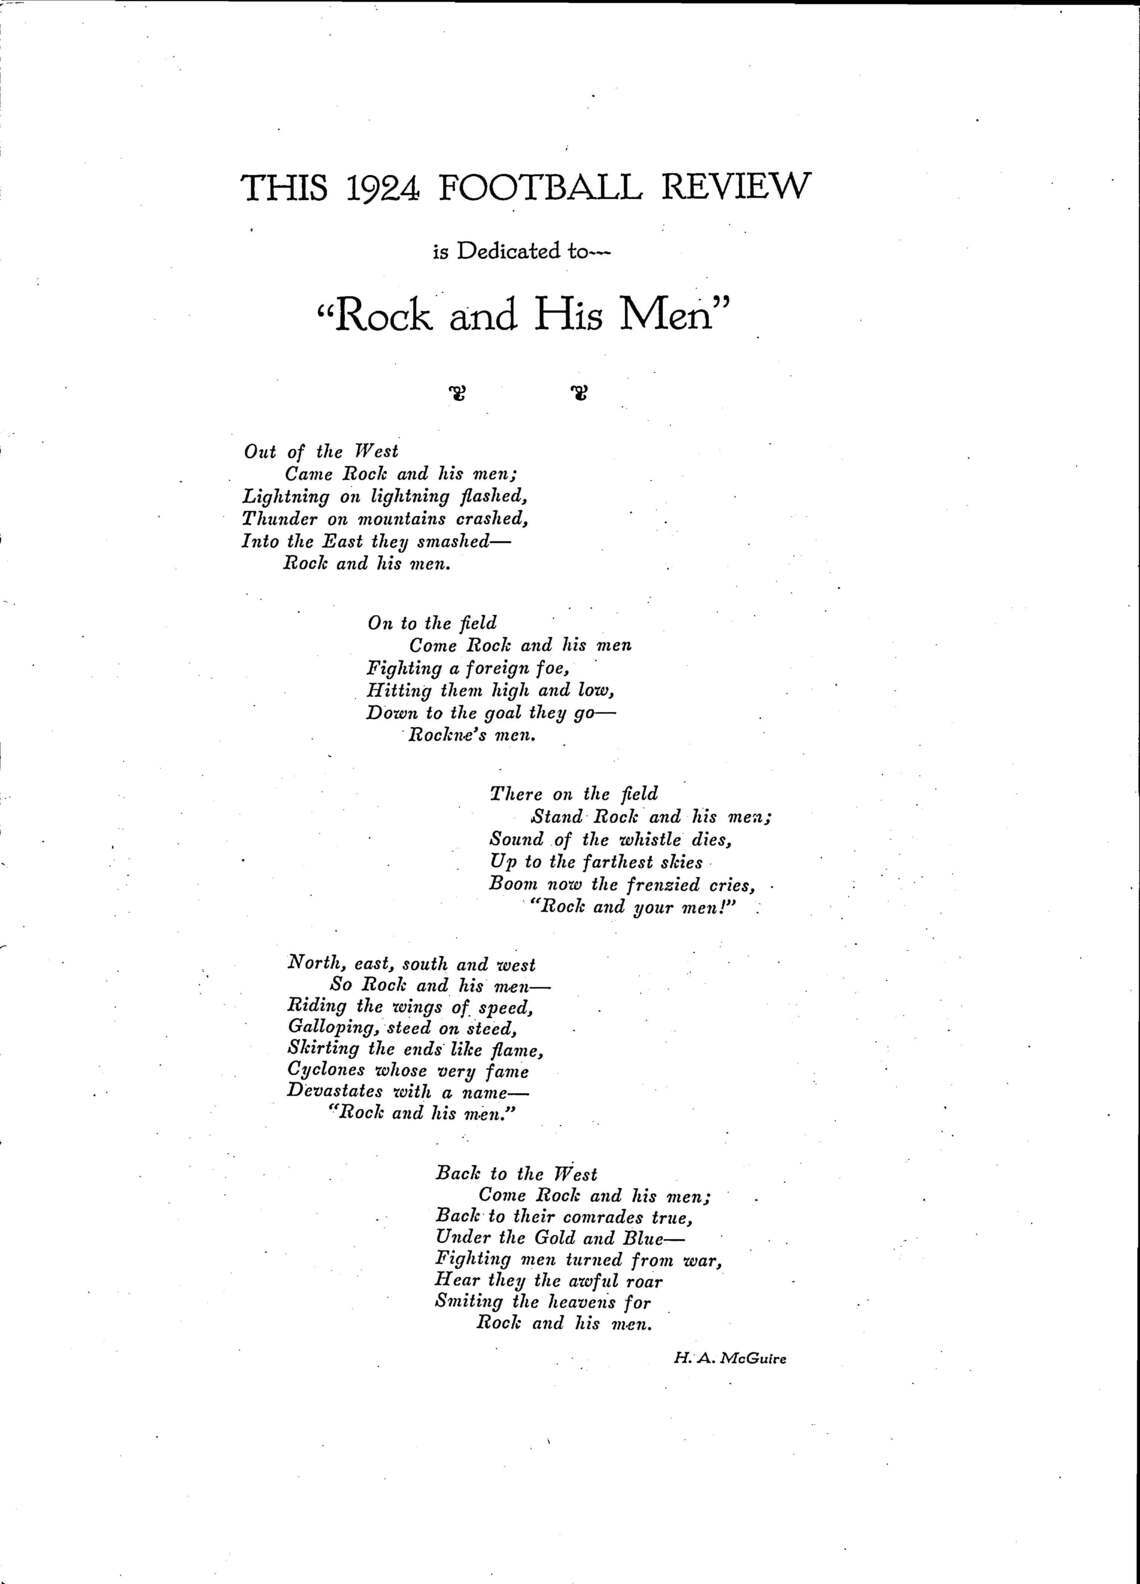 THIS 1924 FOOTBALL REVIEW
is Dedicated to---
“Rock and His Men”
Out of the West
Came Rock and his men;
Lightning on lightning flashed,
Thunder on mountains crashed,
Into the East they smashed—
Rock and his men.
On to the field
Come Rock and his men
Fighting a foreign foe,
Hitting them high and low,
Down to the goal they go—
Rockne’s men.
There on the field
Stand Rock and his men;
Sound of the whistle dies,
Up to the farthest skies
Boom now the frenzied cries,
“Rock and your men!”
North, east, south and west
So Rock and his men—
Riding the wings of speed,
Galloping, steed on steed,
Skirting the ends like flame,
Cyclones whose very fame
Devastates with a name—
“Rock and his men.”
Back to the West
Come Rock and his men;
Back to their comrades true,
Under the Gold and Blue—
Fighting men turned from war,
Hear they the awful roar
Smiting the heavens for
Rock and his men.
H. A. McGuire